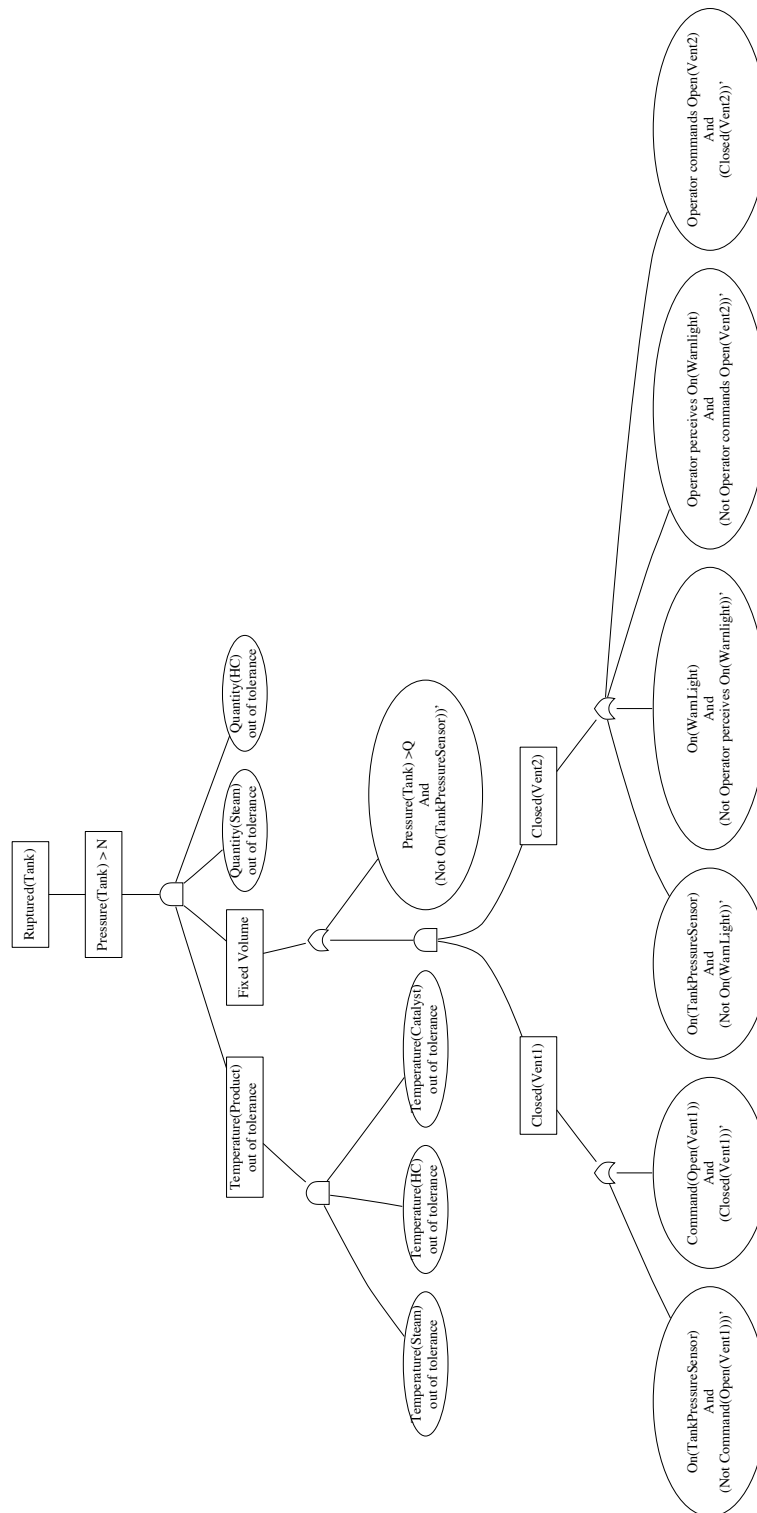 Ruptured(Tank)
Pressure(Tank) > N
Temperature(Product)
out of tolerance
Fixed Volume
Quantity(Steam)
out of tolerance
Quantity(HC)
out of tolerance
Temperature(Steam)
out of tolerance
Temperature(HC)
out of tolerance
Temperature(Catalyst)
out of tolerance
Pressure(Tank) >Q
And
(Not On(TankPressureSensor))'
Closed(Vent1)
Closed(Vent2)
On(TankPressureSensor)
And
(Not Command(Open(Vent1)))'
Command(Open(Vent1))
And
(Closed(Vent1))'
On(TankPressureSensor)
And
(Not On(WarnLight))'
On(WarnLight)
And
(Not Operator perceives On(Warnlight))'
Operator perceives On(Warnlight)
And
(Not Operator commands Open(Vent2))'
Operator commands Open(Vent2)
And
(Closed(Vent2))'